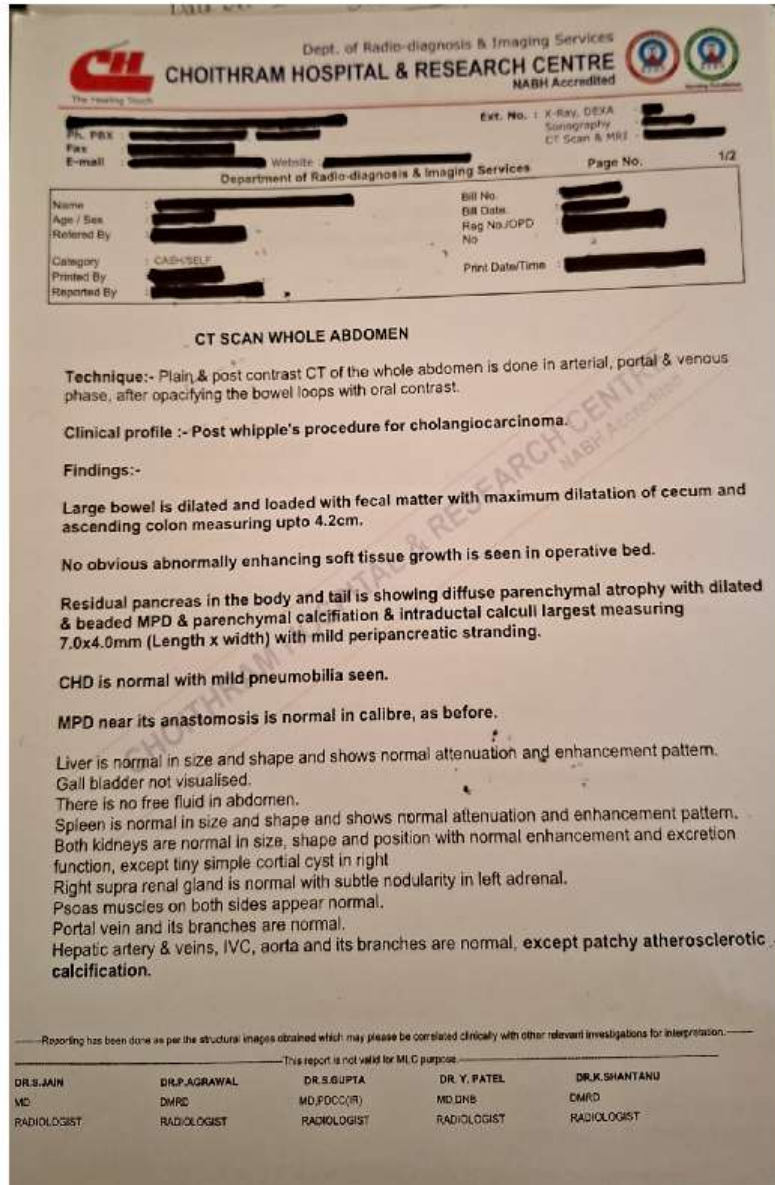 Dept. of Radio-diagnosis & Imaging Services
CH
CHOITHRAM HOSPITAL & RESEARCH CENTRE
NABH Accredited
The Healing Touch
Ext. No. : X-Ray, DEXA
Sonography
CT Scan & MRI
Ph. PBX :
Fax
E-mail : Website :
Page No. 1/2
Department of Radio-diagnosis & Imaging Services
Name :
Age / Sex :
Refered By :
Category : CASH/SELF
Printed By :
Reported By :
Bill No.
Bill Date.
Reg No./OPD
No
Print Date/Time :
CT SCAN WHOLE ABDOMEN
Technique:- Plain & post contrast CT of the whole abdomen is done in arterial, portal & venous
phase, after opacifying the bowel loops with oral contrast.
Clinical profile :- Post whipple's procedure for cholangiocarcinoma.
Findings:-
Large bowel is dilated and loaded with fecal matter with maximum dilatation of cecum and
ascending colon measuring upto 4.2cm.
No obvious abnormally enhancing soft tissue growth is seen in operative bed.
Residual pancreas in the body and tail is showing diffuse parenchymal atrophy with dilated
& beaded MPD & parenchymal calcifiation & intraductal calculi largest measuring
7.0x4.0mm (Length x width) with mild peripancreatic stranding.
CHD is normal with mild pneumobilia seen.
MPD near its anastomosis is normal in calibre, as before.
Liver is normal in size and shape and shows normal attenuation and enhancement pattern.
Gall bladder not visualised.
There is no free fluid in abdomen.
Spleen is normal in size and shape and shows normal attenuation and enhancement pattern.
Both kidneys are normal in size, shape and position with normal enhancement and excretion
function, except tiny simple cortial cyst in right
Right supra renal gland is normal with subtle nodularity in left adrenal.
Psoas muscles on both sides appear normal.
Portal vein and its branches are normal.
Hepatic artery & veins, IVC, aorta and its branches are normal, except patchy atherosclerotic
calcification.
CHOITHRAM HOSPITAL & RESEARCH CENTRE
NABH Accredited
Reporting has been done as per the structural images obtained which may please be correlated clinically with other relevant investigations for interpretation.
This report is not valid for MLC purpose.
DR.S.JAIN DR.P.AGRAWAL DR.S.GUPTA DR. Y. PATEL DR.K.SHANTANU
MD DMRD MD,PDCC(IR) MD,DNB DMRD
RADIOLOGIST RADIOLOGIST RADIOLOGIST RADIOLOGIST RADIOLOGIST